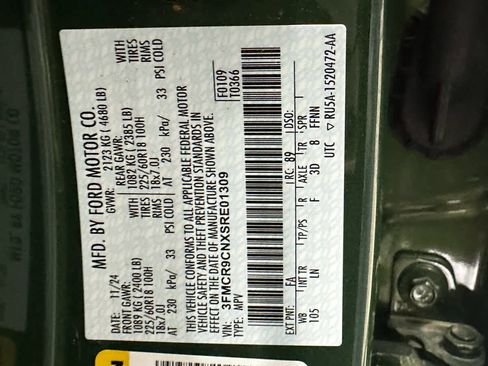 MFD. BY FORD MOTOR CO.
DATE: 11/24
GVWR: 2123 KG ( 4680 LB)
FRONT GAWR:
1089 KG ( 2400 LB)
225/60R18 100H
18x7.0J
AT 230 kPa/ 33 PSI COLD
WITH
TIRES
RIMS
REAR GAWR:
1082 KG ( 2385 LB)
225/60R18 100H
18x7.0J
AT 230 kPa/ 33 PSI COLD
WITH
TIRES
RIMS
THIS VEHICLE CONFORMS TO ALL APPLICABLE FEDERAL MOTOR
VEHICLE SAFETY AND THEFT PREVENTION STANDARDS IN
EFFECT ON THE DATE OF MANUFACTURE SHOWN ABOVE.
VIN: 3FMCR9CNXSRE01309
TYPE: MPV
F0109
T0366
EXT PNT: EA RC: 89 DSO:
WB INT TR TP/PS R AXLE TR SPR
105 LN F 3D 8 FFNN
UTC RU5A-1520472-AA